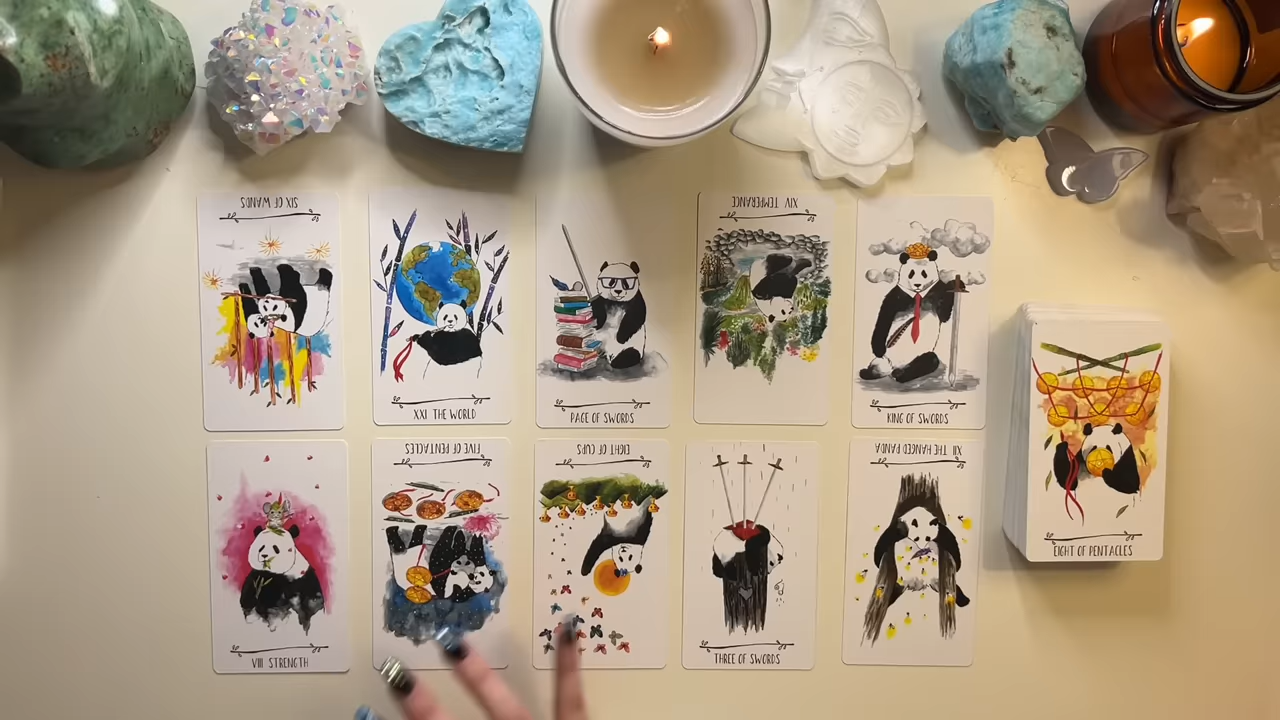 SIX OF WANDS
XXI THE WORLD
PAGE OF SWORDS
XIV TEMPERANCE
KING OF SWORDS
VIII STRENGTH
FIVE OF PENTACLES
EIGHT OF CUPS
THREE OF SWORDS
XII THE HANGED PANDA
EIGHT OF PENTACLES